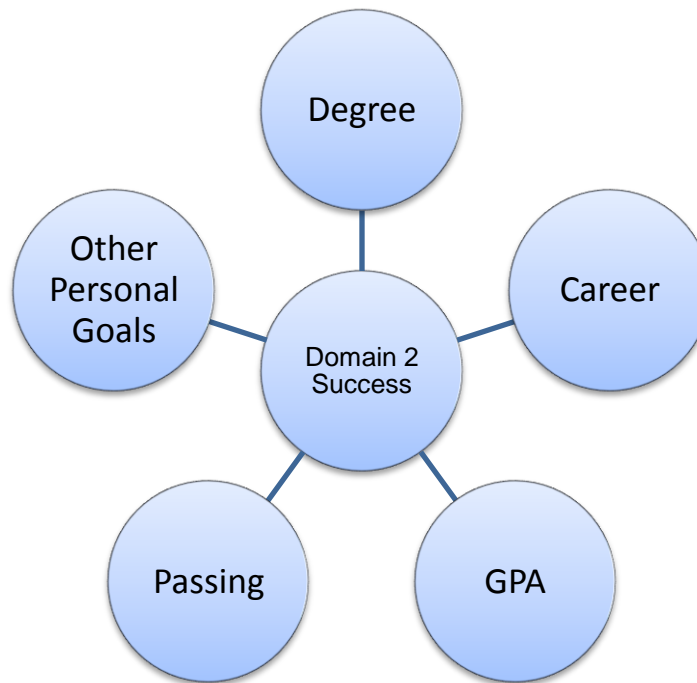 Degree
Other
Personal
Goals
Career
Domain 2
Success
Passing
GPA